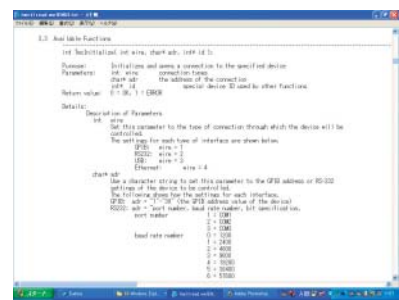 3.3 Available Functions
int TmcInitialize( int wire, char* adr, int* id );
Purpose: Initializes and opens a connection to the specified device
Parameters: int wire connection types
char* adr the address of the connection
int* id special device ID used by other functions
Return value: 0 = OK, 1 = ERROR
Details:
Description of Parameters
int wire
Set this parameter to the type of connection through which the device will be
controlled.
The settings for each type of interface are shown below.
GPIB: wire = 1
RS232: wire = 2
USB: wire = 3
Ethernet: wire = 4
char* adr
Use a character string to set this parameter to the GPIB address or RS-232
settings of the device to be controlled.
The following shows the settings for each interface.
GPIB: adr = "1"-"30" (the GPIB address value of the device)
RS232: adr = "port number, baud rate number, bit specification,
port number 1 = COM1
2 = COM2
3 = COM3
baud rate number 0 = 1200
1 = 2400
2 = 4800
3 = 9600
4 = 19200
5 = 38400
6 = 57600